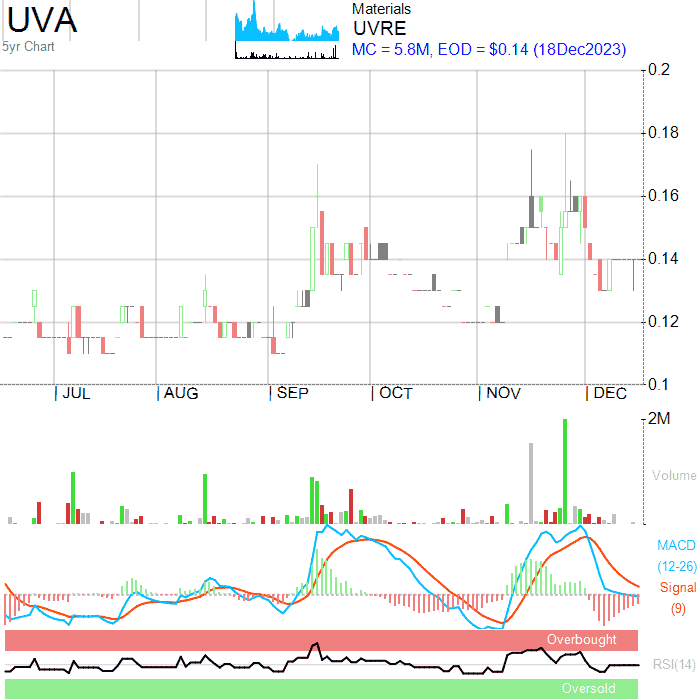 UVA
5yr Chart
Materials
UVRE
MC = 5.8M, EOD = $0.14 (18Dec2023)
0.2
0.18
0.16
0.14
0.12
0.1
JUL AUG SEP OCT NOV DEC
2M
Volume
MACD
(12-26)
Signal
(9)
Overbought
RSI(14)
Oversold